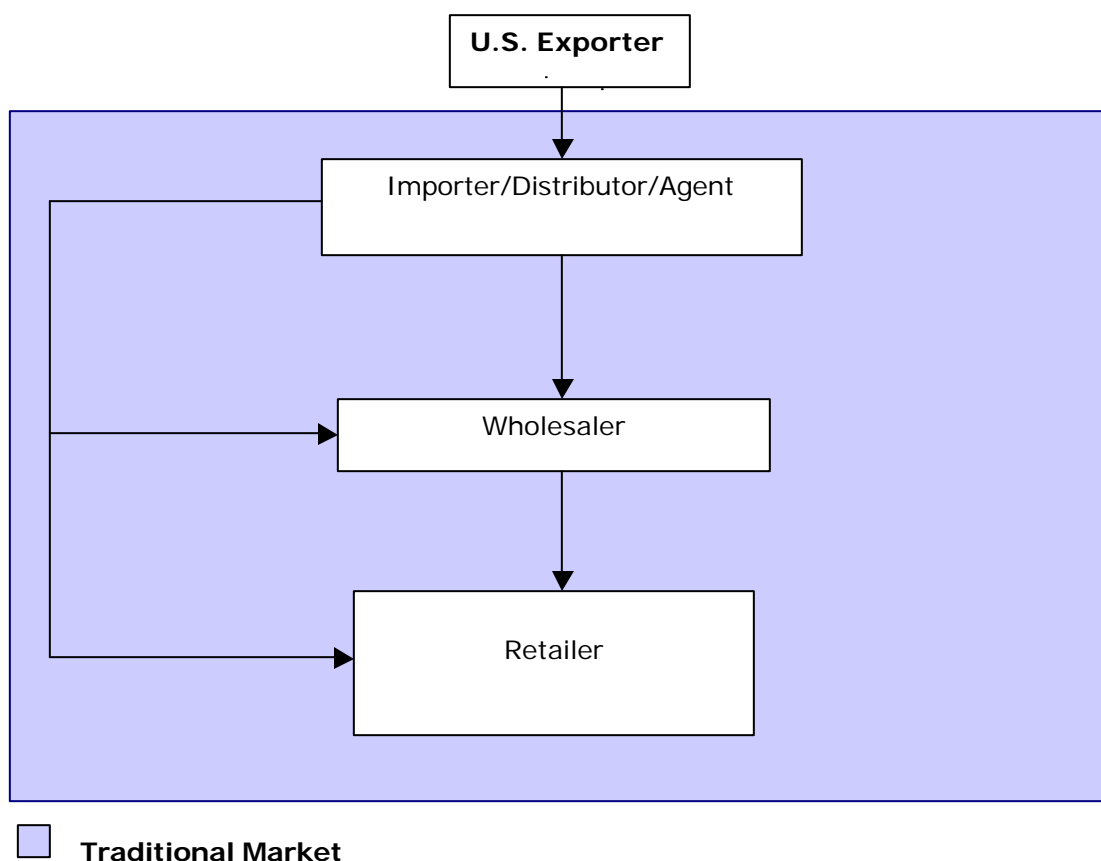 U.S. Exporter
Importer/Distributor/Agent
Wholesaler
Retailer
Traditional Market